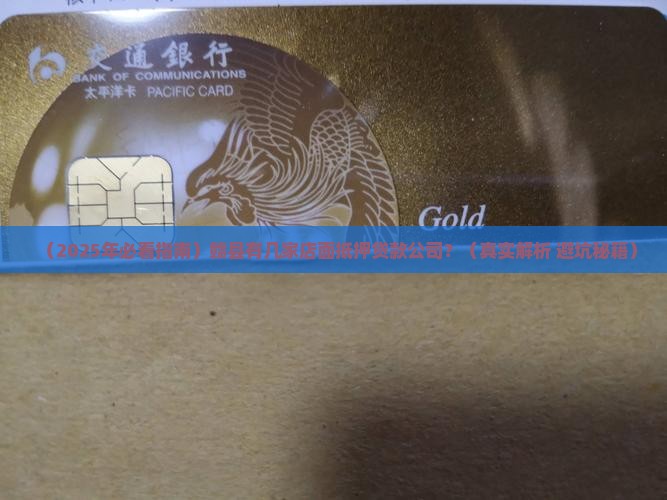 交通銀行
BANK OF COMMUNICATIONS
太平洋卡 PACIFIC CARD
Gold
（2025年必看指南）姚安有几家店面抵押贷款公司？（真实解析 避坑秘籍）